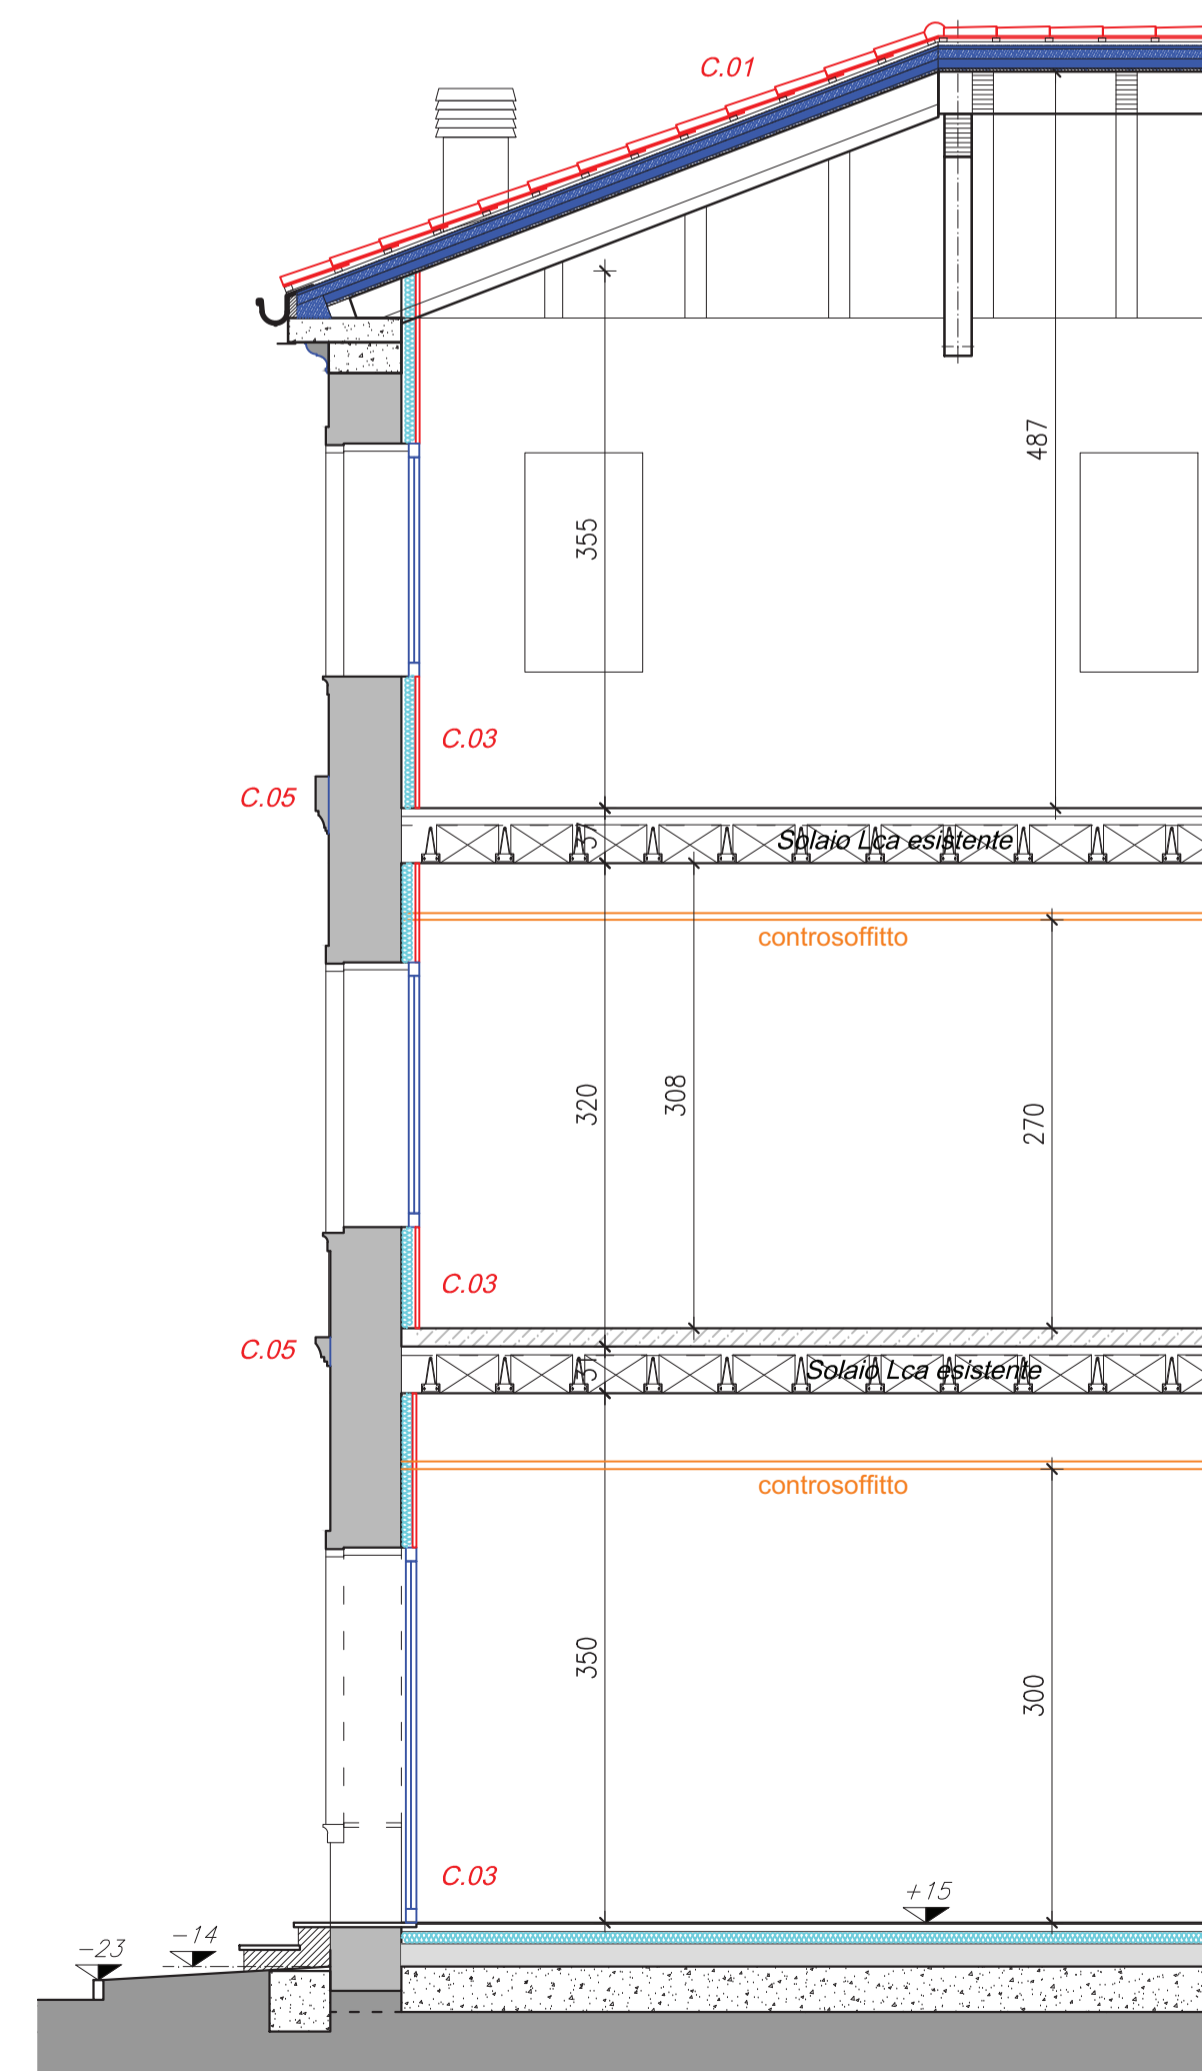 C.01
487
355
C.03
C.05
37
Solaio Lca esistente
controsoffitto
320
308
270
C.03
C.05
Solaio Lca esistente
controsoffitto
350
300
C.03
+15
-14
-23